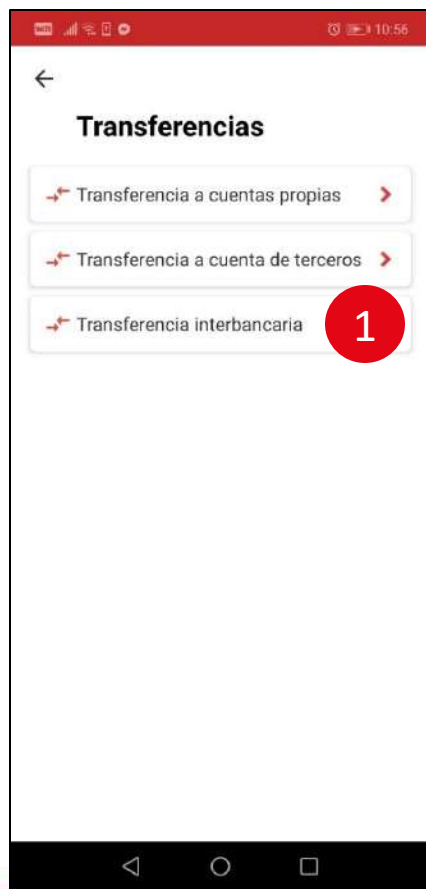 10:56
Transferencias
Transferencia a cuentas propias
Transferencia a cuenta de terceros
Transferencia interbancaria
1